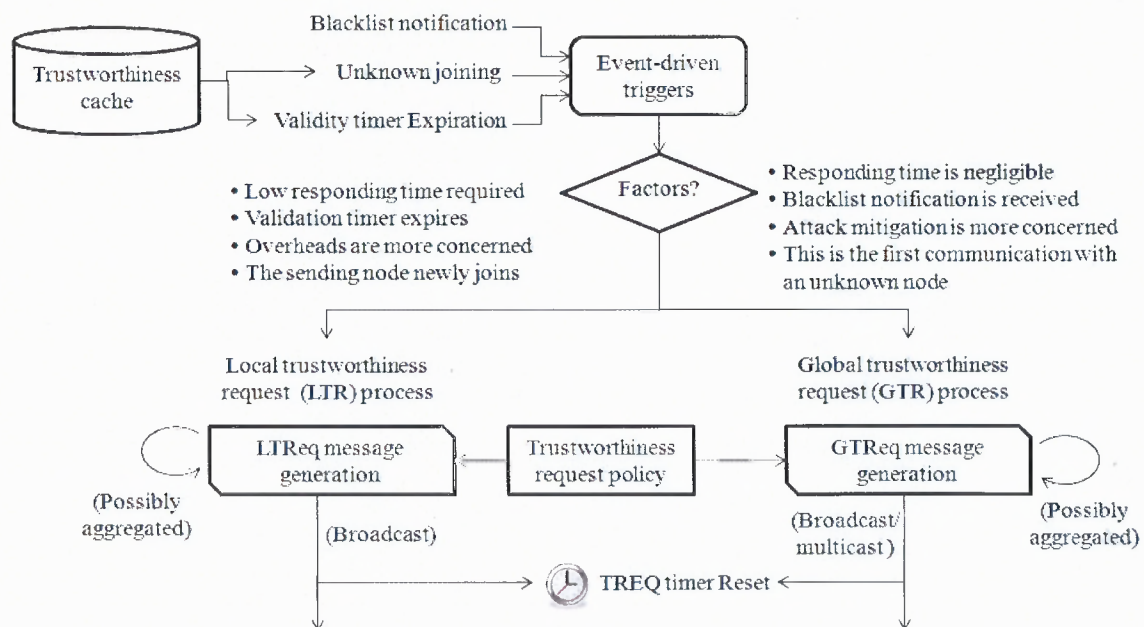 Blacklist notification
Trustworthiness
cache
Unknown joining
Validity timer Expiration
Event-driven
triggers
Factors?
• Low responding time required
• Validation timer expires
• Overheads are more concerned
• The sending node newly joins
• Responding time is negligible
• Blacklist notification is received
• Attack mitigation is more concerned
• This is the first communication with
an unknown node
Local trustworthiness
request (LTR) process
Global trustworthiness
request (GTR) process
LTReq message
generation
Trustworthiness
request policy
GTReq message
generation
(Possibly
aggregated)
(Broadcast)
(Broadcast/
multicast)
(Possibly
aggregated)
TREQ timer Reset